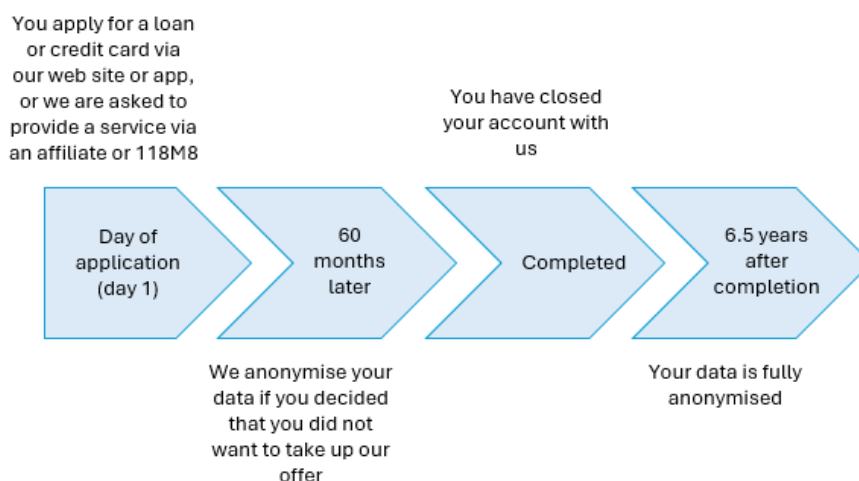 You apply for a loan
or credit card via
our web site or app,
or we are asked to
provide a service via
an affiliate or 118M8
You have closed
your account with
us
Day of
application
(day 1)
60
months
later
Completed
6.5 years
after
completion
We anonymise your
data if you decided
that you did not
want to take up our
offer
Your data is fully
anonymised